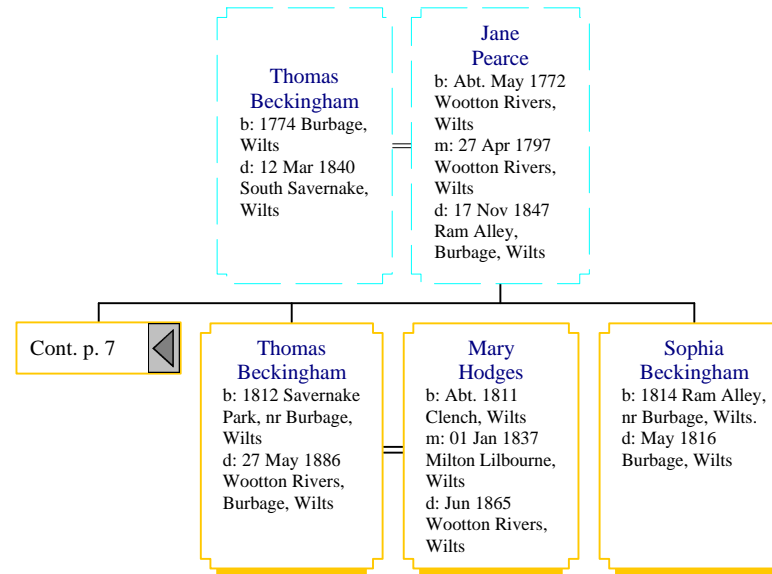 Thomas
Beckingham
b: 1774 Burbage,
Wilts
d: 12 Mar 1840
South Savernake,
Wilts
Jane
Pearce
b: Abt. May 1772
Wootton Rivers,
Wilts
m: 27 Apr 1797
Wootton Rivers,
Wilts
d: 17 Nov 1847
Ram Alley,
Burbage, Wilts
Cont. p. 7
Thomas
Beckingham
b: 1812 Savernake
Park, nr Burbage,
Wilts
d: 27 May 1886
Wootton Rivers,
Burbage, Wilts
Mary
Hodges
b: Abt. 1811
Clench, Wilts
m: 01 Jan 1837
Milton Lilbourne,
Wilts
d: Jun 1865
Wootton Rivers,
Wilts
Sophia
Beckingham
b: 1814 Ram Alley,
nr Burbage, Wilts.
d: May 1816
Burbage, Wilts